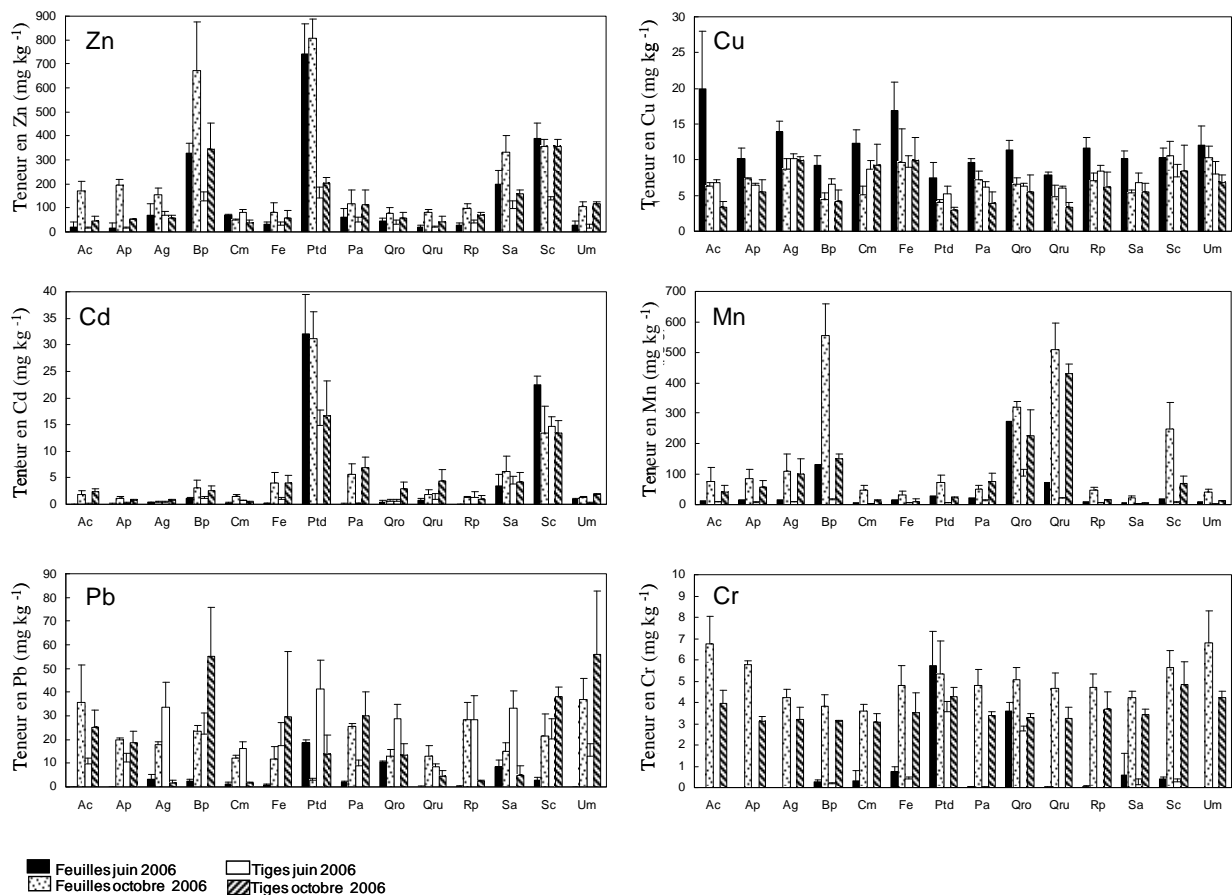 Zn
Teneur en Zn (mg kg -1)
900
800
700
600
500
400
300
200
100
0
Ac Ap Ag Bp Cm Fe Ptd Pa Qro Qru Rp Sa Sc Um
Cu
Teneur en Cu (mg kg -1)
30
25
20
15
10
5
0
Ac Ap Ag Bp Cm Fe Ptd Pa Qro Qru Rp Sa Sc Um
Cd
Teneur en Cd (mg kg -1)
40
35
30
25
20
15
10
5
0
Ac Ap Ag Bp Cm Fe Ptd Pa Qro Qru Rp Sa Sc Um
Mn
Teneur en Mn (mg kg -1)
700
600
500
400
300
200
100
0
Ac Ap Ag Bp Cm Fe Ptd Pa Qro Qru Rp Sa Sc Um
Pb
Teneur en Pb (mg kg -1)
90
80
70
60
50
40
30
20
10
0
Ac Ap Ag Bp Cm Fe Ptd Pa Qro Qru Rp Sa Sc Um
Cr
Teneur en Cr (mg kg -1)
10
9
8
7
6
5
4
3
2
1
0
Ac Ap Ag Bp Cm Fe Ptd Pa Qro Qru Rp Sa Sc Um
Feuilles juin 2006
Tiges juin 2006
Feuilles octobre 2006
Tiges octobre 2006